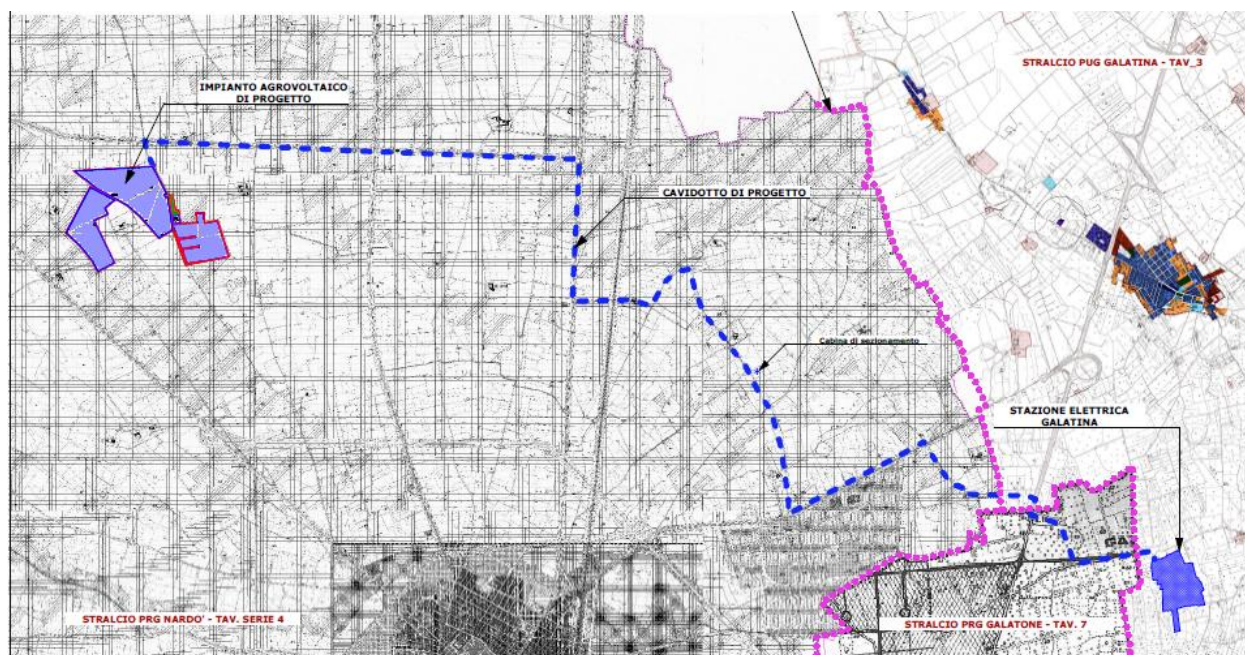 STRALCIO PUG GALATINA - TAV_3
IMPIANTO AGROVOLTAICO
DI PROGETTO
CAVIDOTTO DI PROGETTO
Cabina di sezionamento
STAZIONE ELETTRICA
GALATINA
GA
STRALCIO PRG NARDO' - TAV. SERIE 4
STRALCIO PRG GALATONE - TAV. 7